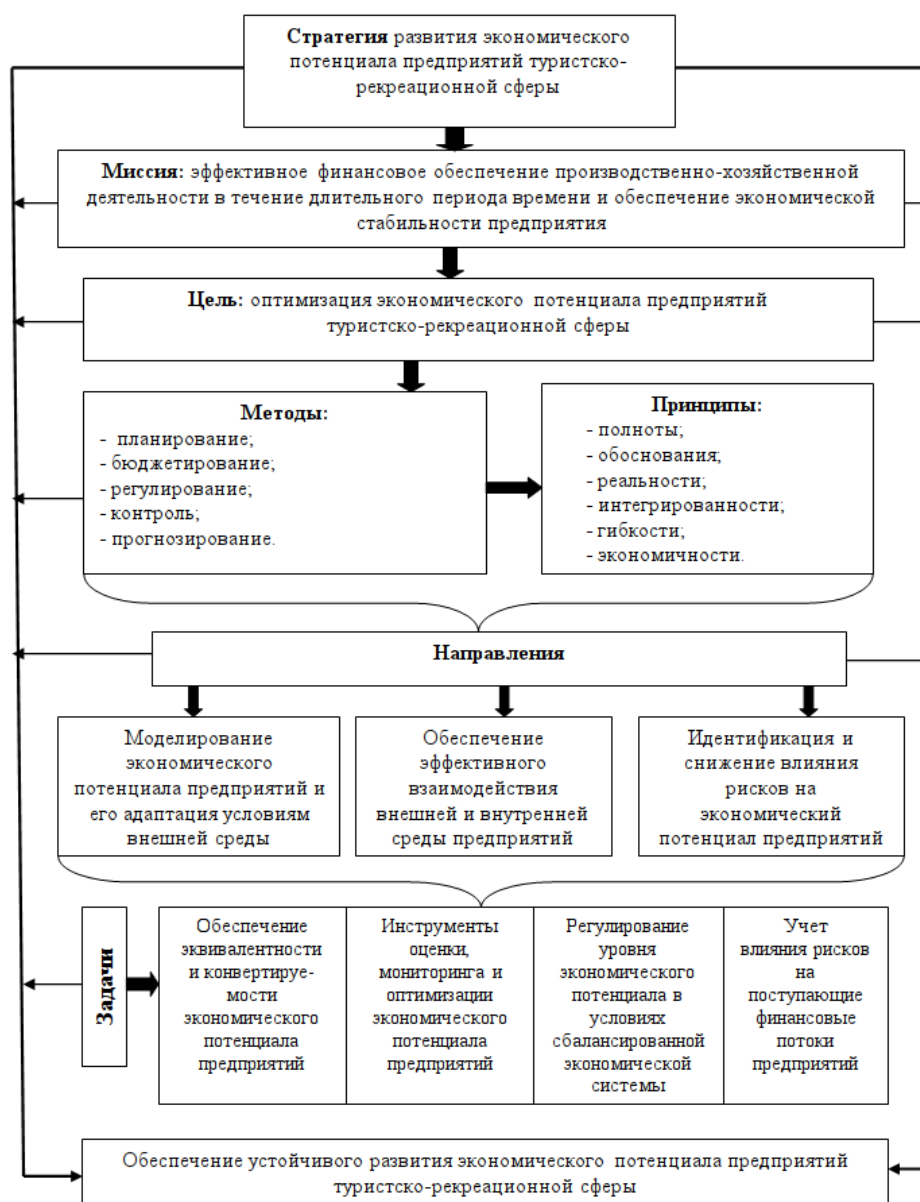 Стратегия развития экономического
потенциала предприятий туристско-
рекреационной сферы
Миссия: эффективное финансовое обеспечение производственно-хозяйственной
деятельности в течение длительного периода времени и обеспечение экономической
стабильности предприятия
Цель: оптимизация экономического потенциала предприятий
туристско-рекреационной сферы
Методы:
- планирование;
- бюджетирование;
- регулирование;
- контроль;
- прогнозирование.
Принципы:
- полноты;
- обоснования;
- реальности;
- интегрированности;
- гибкости;
- экономичности.
Направления
Моделирование
экономического
потенциала предприятий и
его адаптация условиям
внешней среды
Обеспечение
эффективного
взаимодействия
внешней и внутренней
среды предприятий
Идентификация и
снижение влияния
рисков на
экономический
потенциал предприятий
Задачи
Обеспечение
эквивалентности
и конвертируе-
мости
экономического
потенциала
предприятий
Инструменты
оценки,
мониторинга и
оптимизации
экономического
потенциала
предприятий
Регулирование
уровня
экономического
потенциала в
условиях
сбалансированной
экономической
системы
Учет
влияния рисков
на
поступающие
финансовые
потоки
предприятий
Обеспечение устойчивого развития экономического потенциала предприятий
туристско-рекреационной сферы